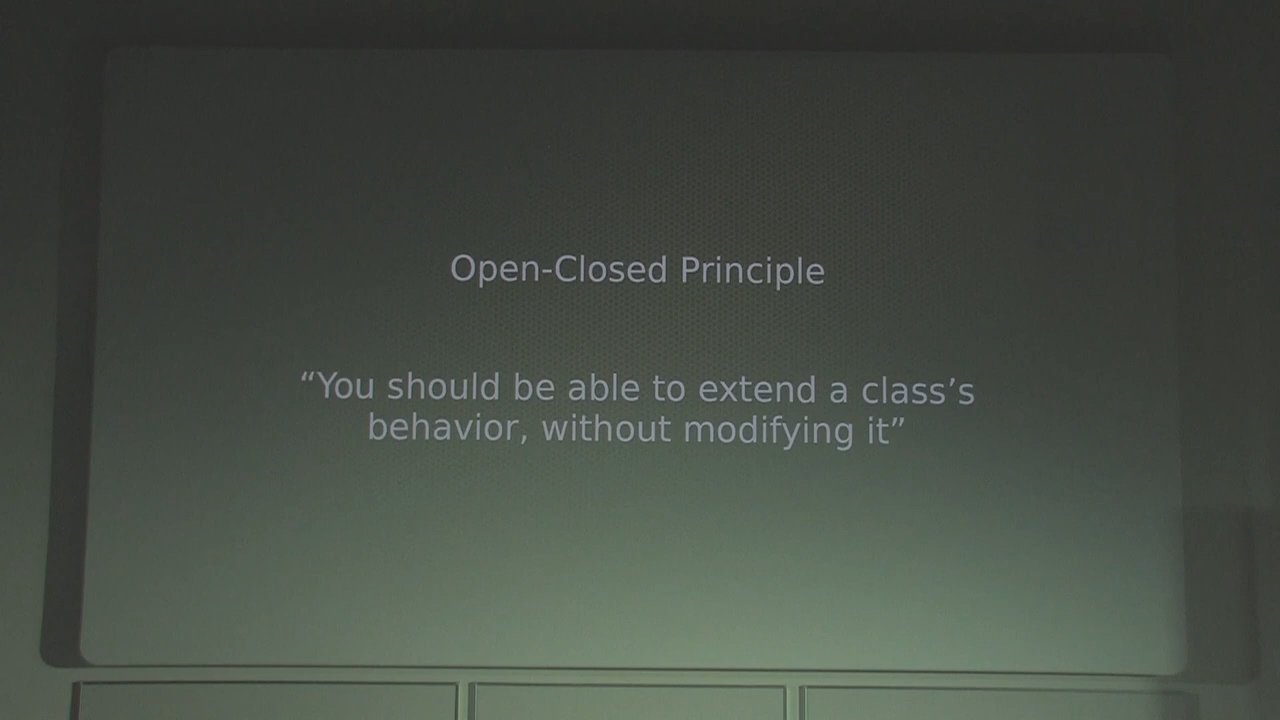 Open-Closed Principle
“You should be able to extend a class’s
behavior, without modifying it”